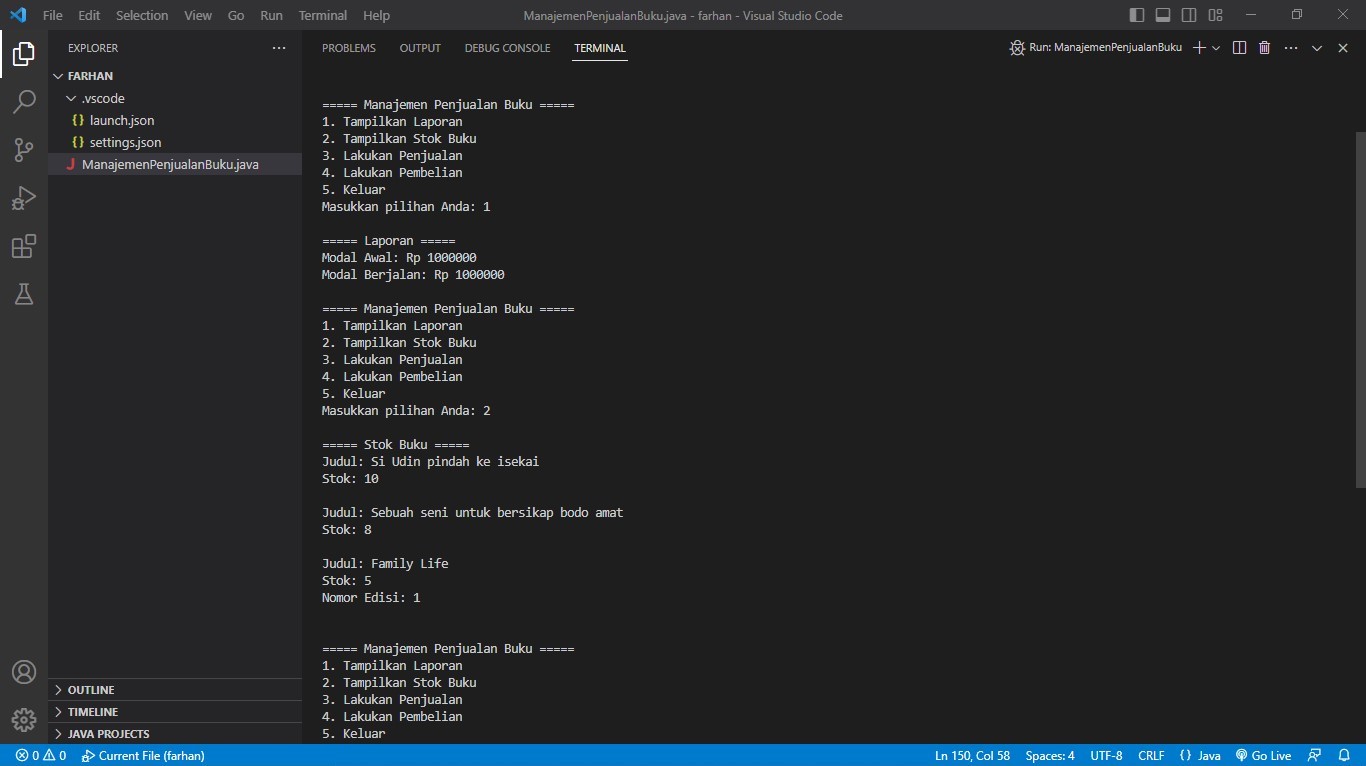 File Edit Selection View Go Run Terminal Help
ManajemenPenjualanBuku.java - farhan - Visual Studio Code
EXPLORER
FARHAN
.vscode
{} launch.json
{} settings.json
J ManajemenPenjualanBuku.java
OUTLINE
TIMELINE
JAVA PROJECTS
PROBLEMS OUTPUT DEBUG CONSOLE TERMINAL
Run: ManajemenPenjualanBuku
===== Manajemen Penjualan Buku =====
1. Tampilkan Laporan
2. Tampilkan Stok Buku
3. Lakukan Penjualan
4. Lakukan Pembelian
5. Keluar
Masukkan pilihan Anda: 1
===== Laporan =====
Modal Awal: Rp 1000000
Modal Berjalan: Rp 1000000
===== Manajemen Penjualan Buku =====
1. Tampilkan Laporan
2. Tampilkan Stok Buku
3. Lakukan Penjualan
4. Lakukan Pembelian
5. Keluar
Masukkan pilihan Anda: 2
===== Stok Buku =====
Judul: Si Udin pindah ke isekai
Stok: 10
Judul: Sebuah seni untuk bersikap bodo amat
Stok: 8
Judul: Family Life
Stok: 5
Nomor Edisi: 1
===== Manajemen Penjualan Buku =====
1. Tampilkan Laporan
2. Tampilkan Stok Buku
3. Lakukan Penjualan
4. Lakukan Pembelian
5. Keluar
0 0 Current File (farhan)
Ln 150, Col 58 Spaces: 4 UTF-8 CRLF {} Java Go Live